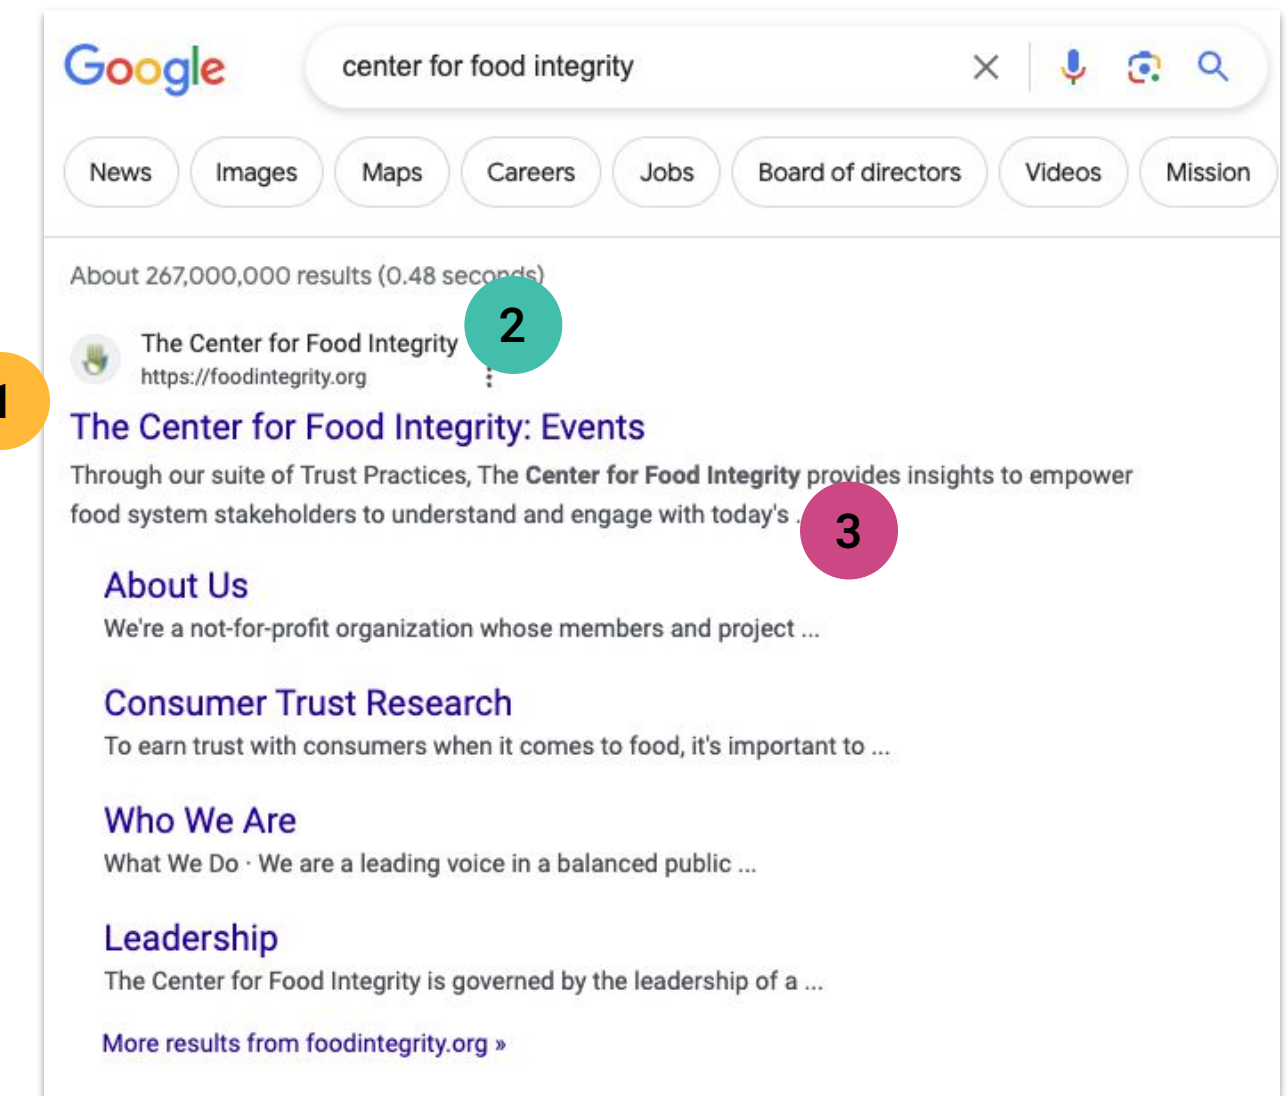 Google
center for food integrity
News Images Maps Careers Jobs Board of directors Videos Mission
About 267,000,000 results (0.48 seconds)
2
The Center for Food Integrity
https://foodintegrity.org
1
The Center for Food Integrity: Events
Through our suite of Trust Practices, The Center for Food Integrity provides insights to empower
food system stakeholders to understand and engage with today's .
3
About Us
We're a not-for-profit organization whose members and project ...
Consumer Trust Research
To earn trust with consumers when it comes to food, it's important to ...
Who We Are
What We Do · We are a leading voice in a balanced public ...
Leadership
The Center for Food Integrity is governed by the leadership of a ...
More results from foodintegrity.org »